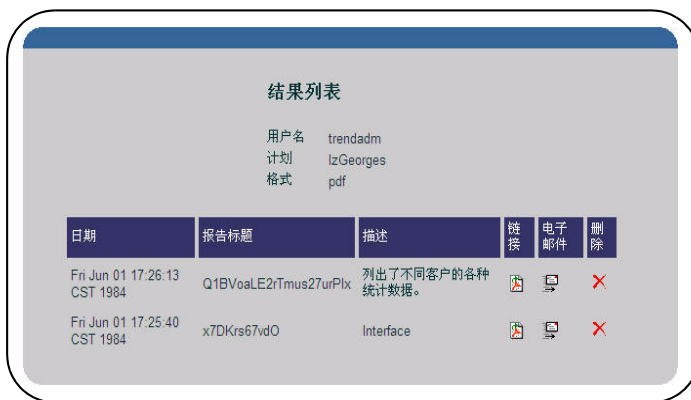 结果列表
用户名 trendadm
计划 IzGeorges
格式 pdf
日期 报告标题 描述 链接 电子邮件 删除
Fri Jun 01 17:26:13 CST 1984 Q1BVoaLE2rTmus27urPlx 列出了不同客户的各种统计数据。
Fri Jun 01 17:25:40 CST 1984 x7DKrs67vdO Interface